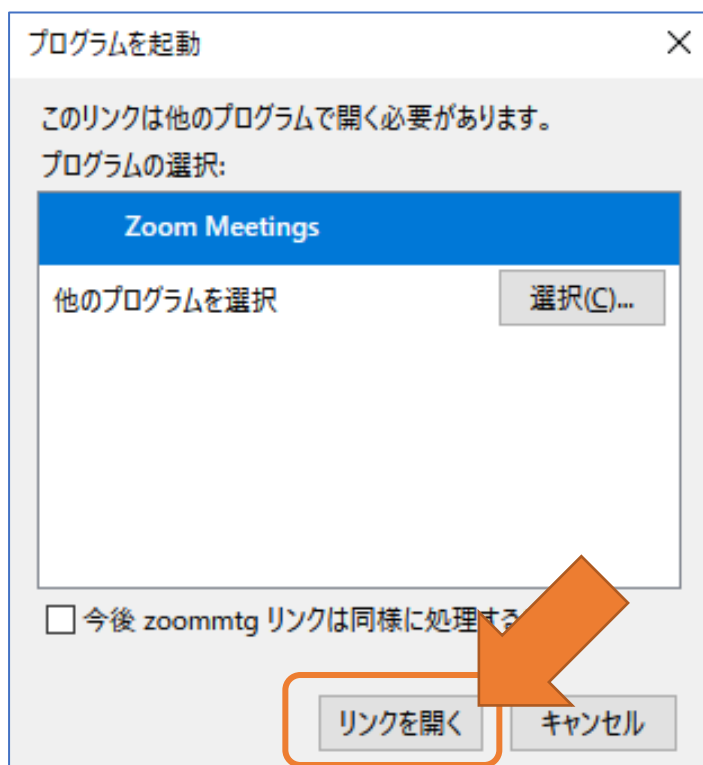 プログラムを起動
このリンクは他のプログラムで開く必要があります。
プログラムの選択:
Zoom Meetings
他のプログラムを選択
選択(C)...
今後 zoommtg リンクは同様に処理する
リンクを開く
キャンセル